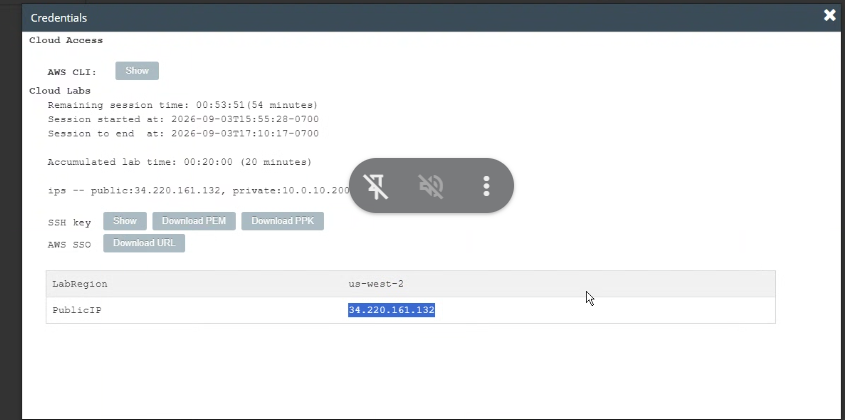 Credentials
Cloud Access
AWS CLI: Show
Cloud Labs
Remaining session time: 00:53:51(54 minutes)
Session started at: 2026-09-03T15:55:28-0700
Session to end at: 2026-09-03T17:10:17-0700
Accumulated lab time: 00:20:00 (20 minutes)
ips -- public:34.220.161.132, private:10.0.10.200
SSH key Show Download PEM Download PPK
AWS SSO Download URL
LabRegion us-west-2
PublicIP 34.220.161.132